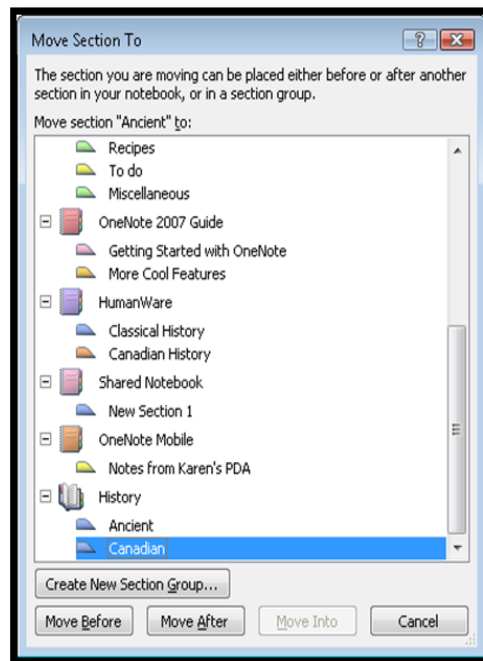 Move Section To
The section you are moving can be placed either before or after another
section in your notebook, or in a section group.
Move section "Ancient" to:
Recipes
To do
Miscellaneous
OneNote 2007 Guide
Getting Started with OneNote
More Cool Features
HumanWare
Classical History
Canadian History
Shared Notebook
New Section 1
OneNote Mobile
Notes from Karen's PDA
History
Ancient
Canadian
Create New Section Group...
Move Before Move After Move Into Cancel